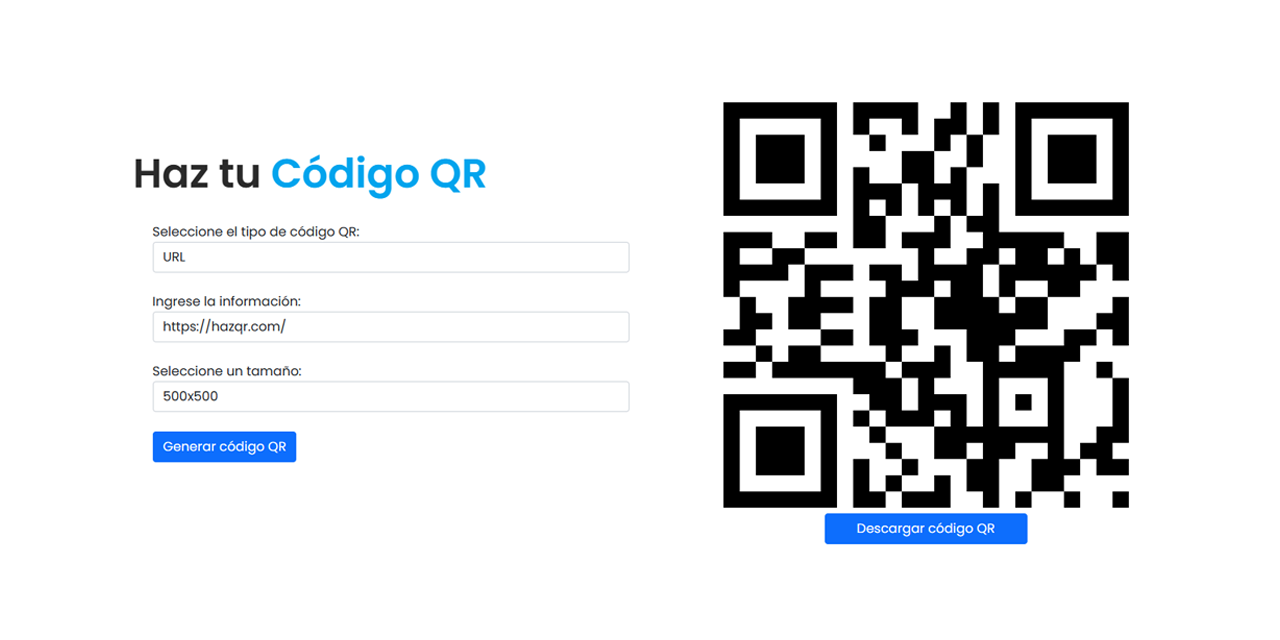 Haz tu Código QR
Seleccione el tipo de código QR:
URL
Ingrese la información:
https://hazqr.com/
Seleccione un tamaño:
500x500
Generar código QR
Descargar código QR